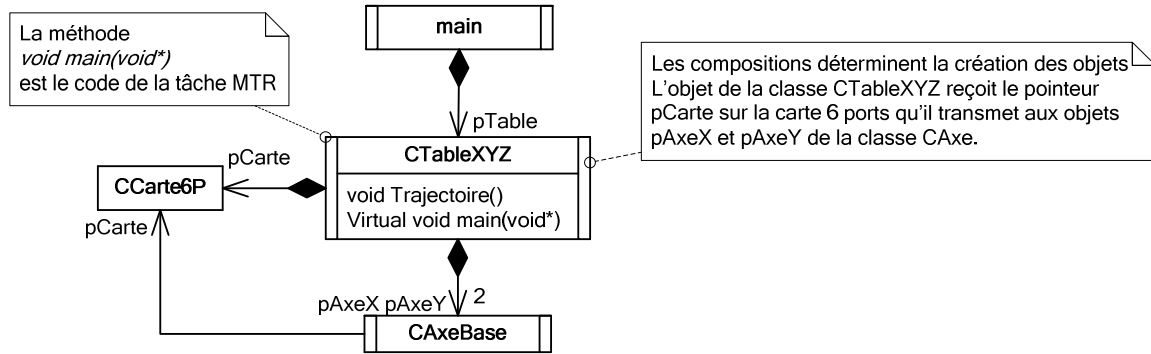 La méthode
void main(void*)
est le code de la tâche MTR
main
Les compositions déterminent la création des objets
L'objet de la classe CTableXYZ reçoit le pointeur
pCarte sur la carte 6 ports qu'il transmet aux objets
pAxeX et pAxeY de la classe CAxe.
pTable
CTableXYZ
void Trajectoire()
Virtual void main(void*)
pCarte
CCarte6P
pCarte
pAxeX pAxeY
2
CAxeBase